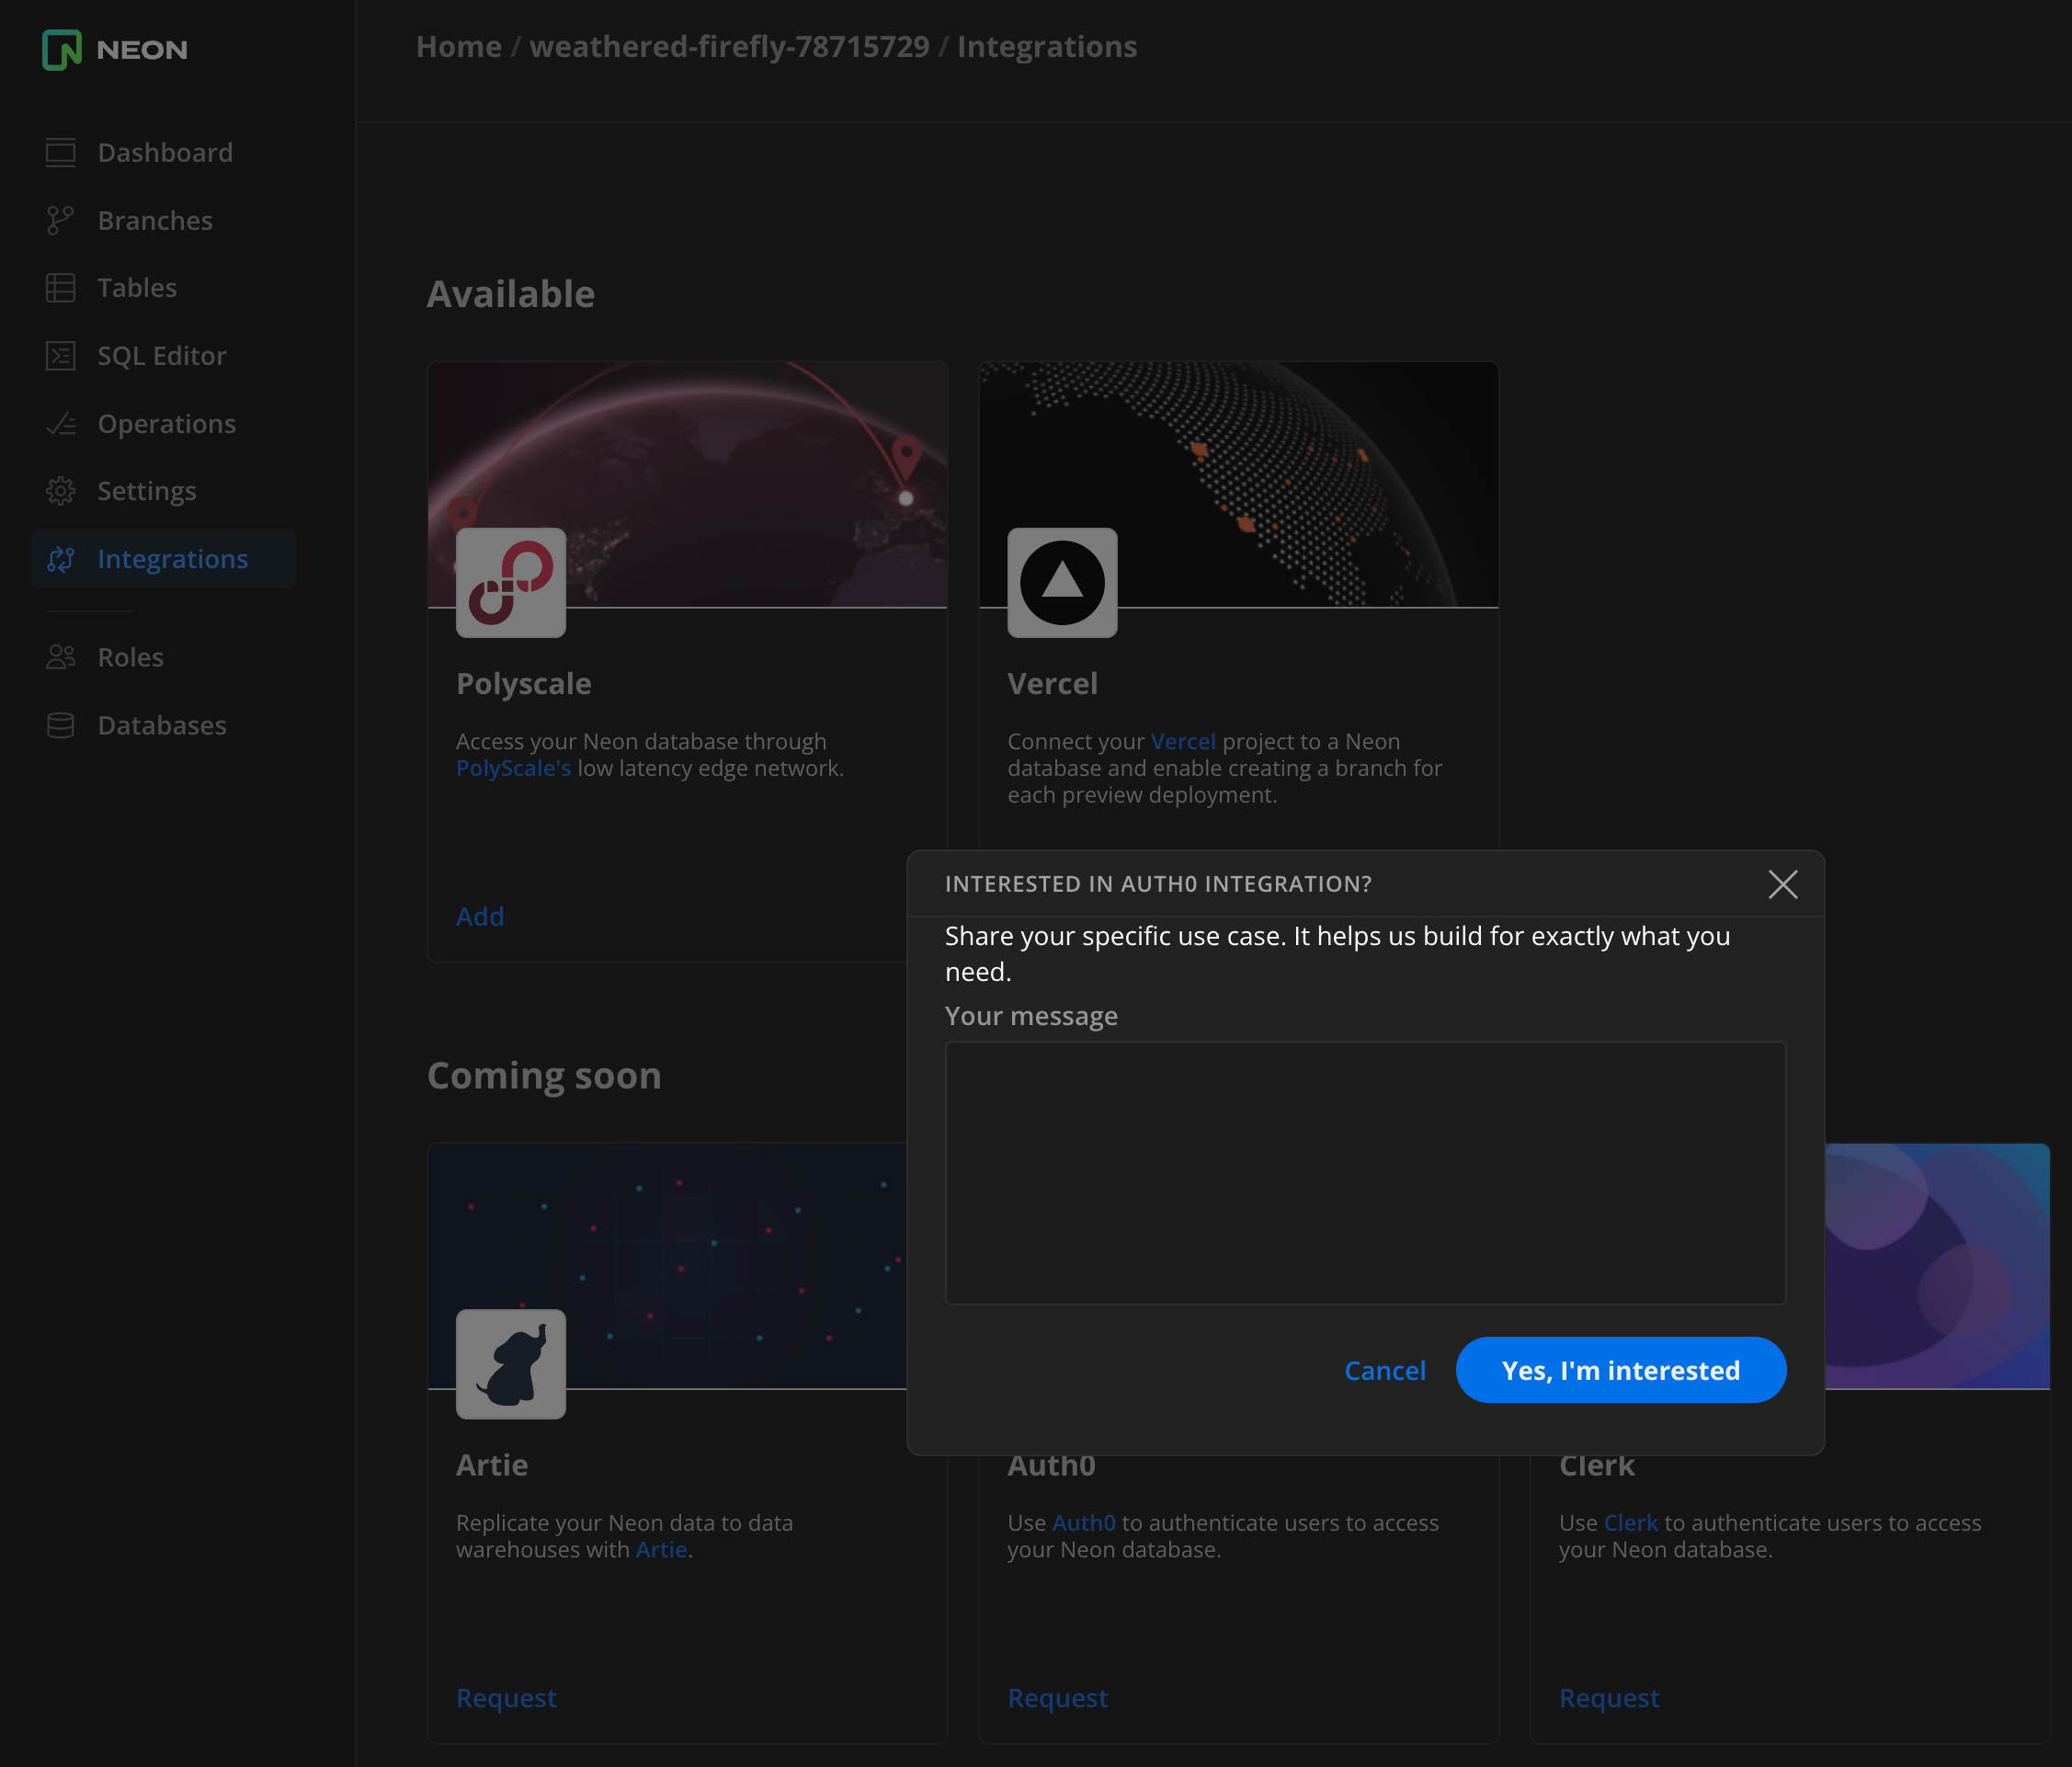 NEON
Home / weathered-firefly-78715729 / Integrations
Dashboard
Branches
Tables
SQL Editor
Operations
Settings
Integrations
Roles
Databases
Available
Polyscale
Access your Neon database through
PolyScale's low latency edge network.
Add
Vercel
Connect your Vercel project to a Neon
database and enable creating a branch for
each preview deployment.
INTERESTED IN AUTH0 INTEGRATION?
Share your specific use case. It helps us build for exactly what you
need.
Your message
Cancel
Yes, I'm interested
Coming soon
Artie
Replicate your Neon data to data
warehouses with Artie.
Request
Auth0
Use Auth0 to authenticate users to access
your Neon database.
Request
Clerk
Use Clerk to authenticate users to access
your Neon database.
Request